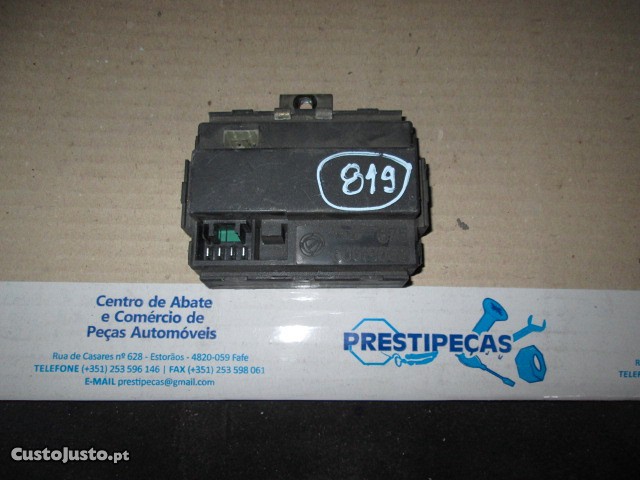 819
Centro de Abate
e Comércio de
Peças Automóveis
Rua de Casares nº 628 - Estorãos - 4820-059 Fafe
TELEFONE (+351) 253 596 146 | FAX (+351) 253 598 061
E-MAIL prestipecas@gmail.com
PRESTIPEÇAS
CustoJusto.pt